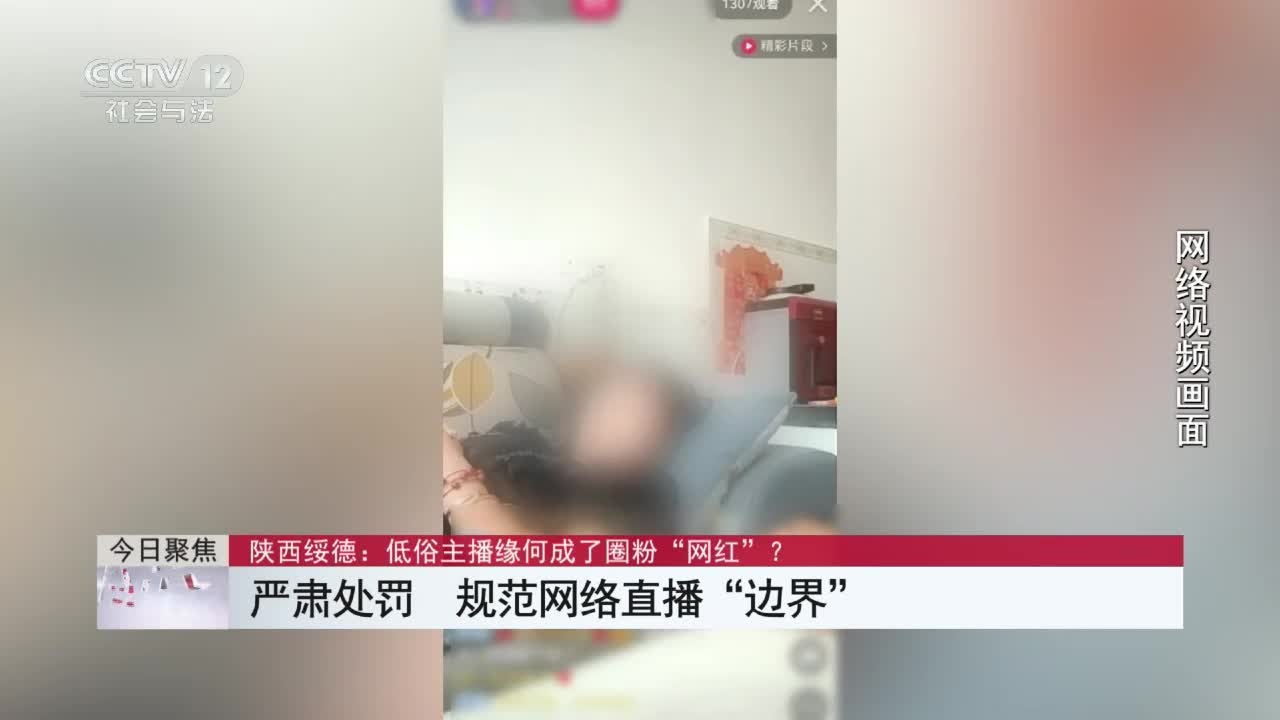 1307观看
精彩片段
CCTV 12
社会与法
网络视频画面
今日聚焦
陕西绥德：低俗主播缘何成了圈粉“网红”？
严肃处罚 规范网络直播“边界”